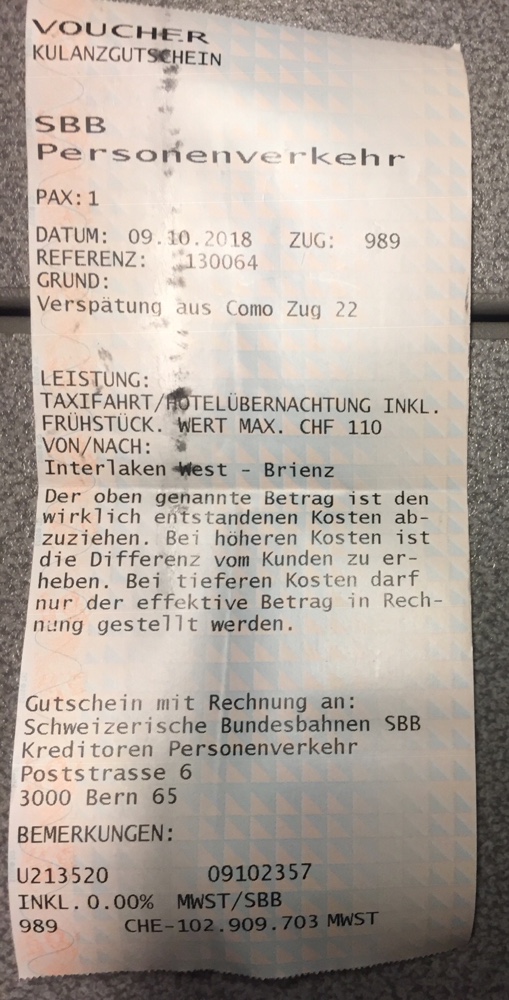 VOUCHER
KULANZGUTSCHEIN
SBB
Personenverkehr
PAX: 1
DATUM: 09.10.2018 ZUG: 989
REFERENZ: 130064
GRUND:
Verspätung aus Como Zug 22
LEISTUNG:
TAXIFAHRT/HOTELÜBERNACHTUNG INKL.
FRÜHSTÜCK. WERT MAX. CHF 110
VON/NACH:
Interlaken West - Brienz
Der oben genannte Betrag ist den
wirklich entstandenen Kosten ab-
zuziehen. Bei höheren Kosten ist
die Differenz vom Kunden zu er-
heben. Bei tieferen Kosten darf
nur der effektive Betrag in Rech-
nung gestellt werden.
Gutschein mit Rechnung an:
Schweizerische Bundesbahnen SBB
Kreditoren Personenverkehr
Poststrasse 6
3000 Bern 65
BEMERKUNGEN:
U213520 09102357
INKL. 0.00% MWST/SBB
989 CHE-102.909.703 MWST